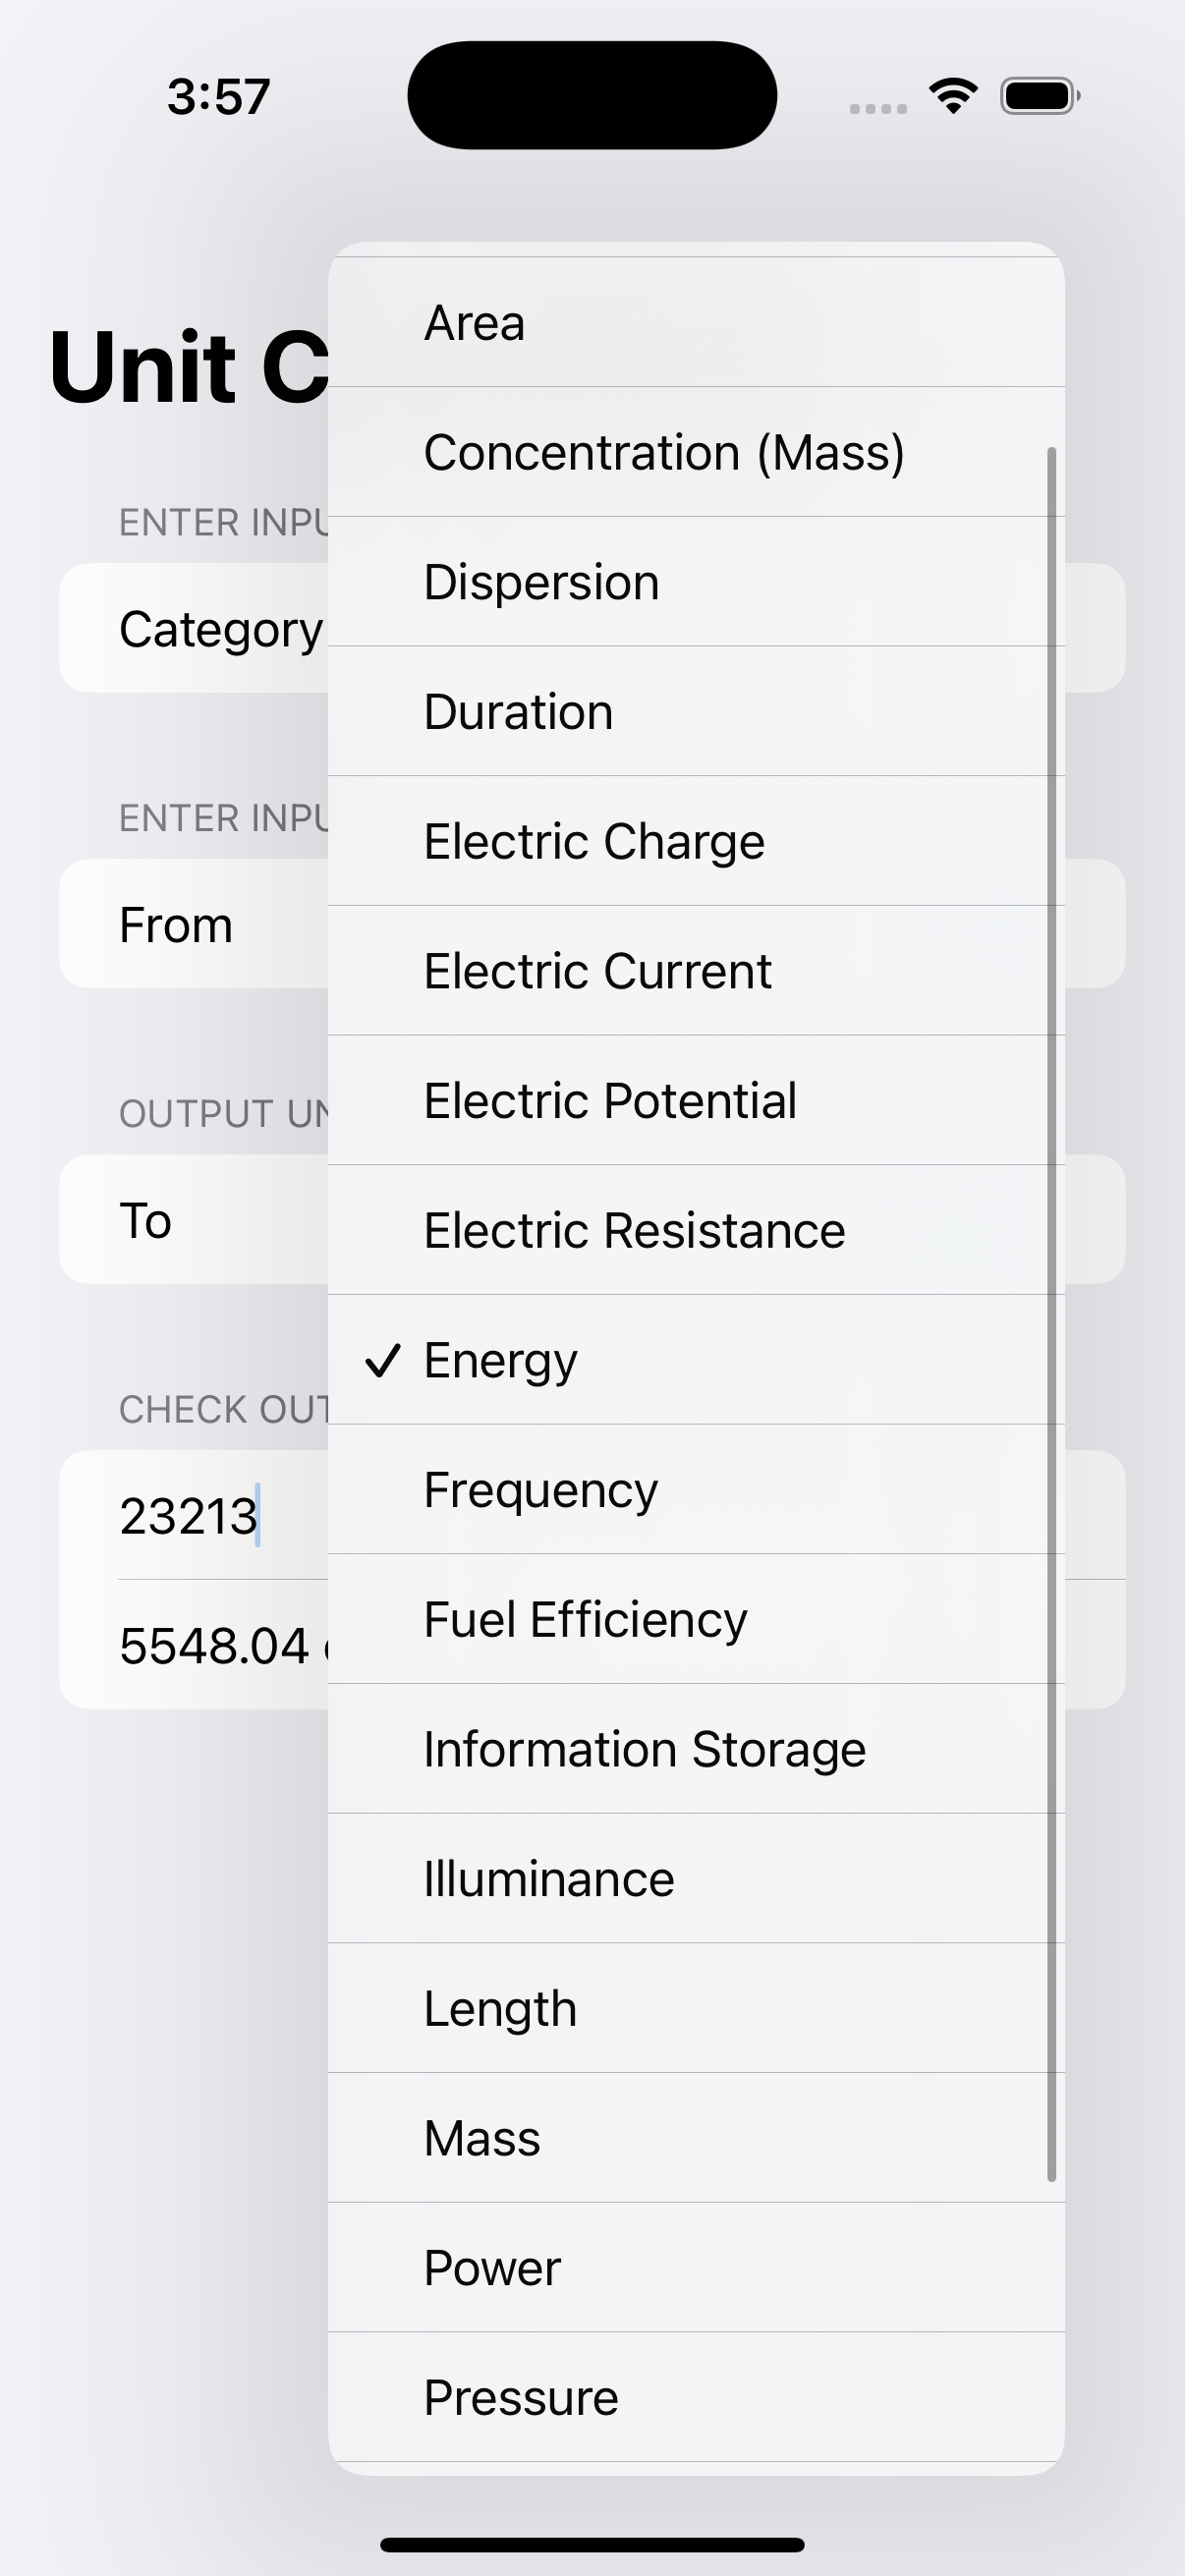 3:57
Unit C
ENTER INPU
Category
ENTER INPU
From
OUTPUT UN
To
CHECK OUT
23213
5548.04
Area
Concentration (Mass)
Dispersion
Duration
Electric Charge
Electric Current
Electric Potential
Electric Resistance
Energy
Frequency
Fuel Efficiency
Information Storage
Illuminance
Length
Mass
Power
Pressure